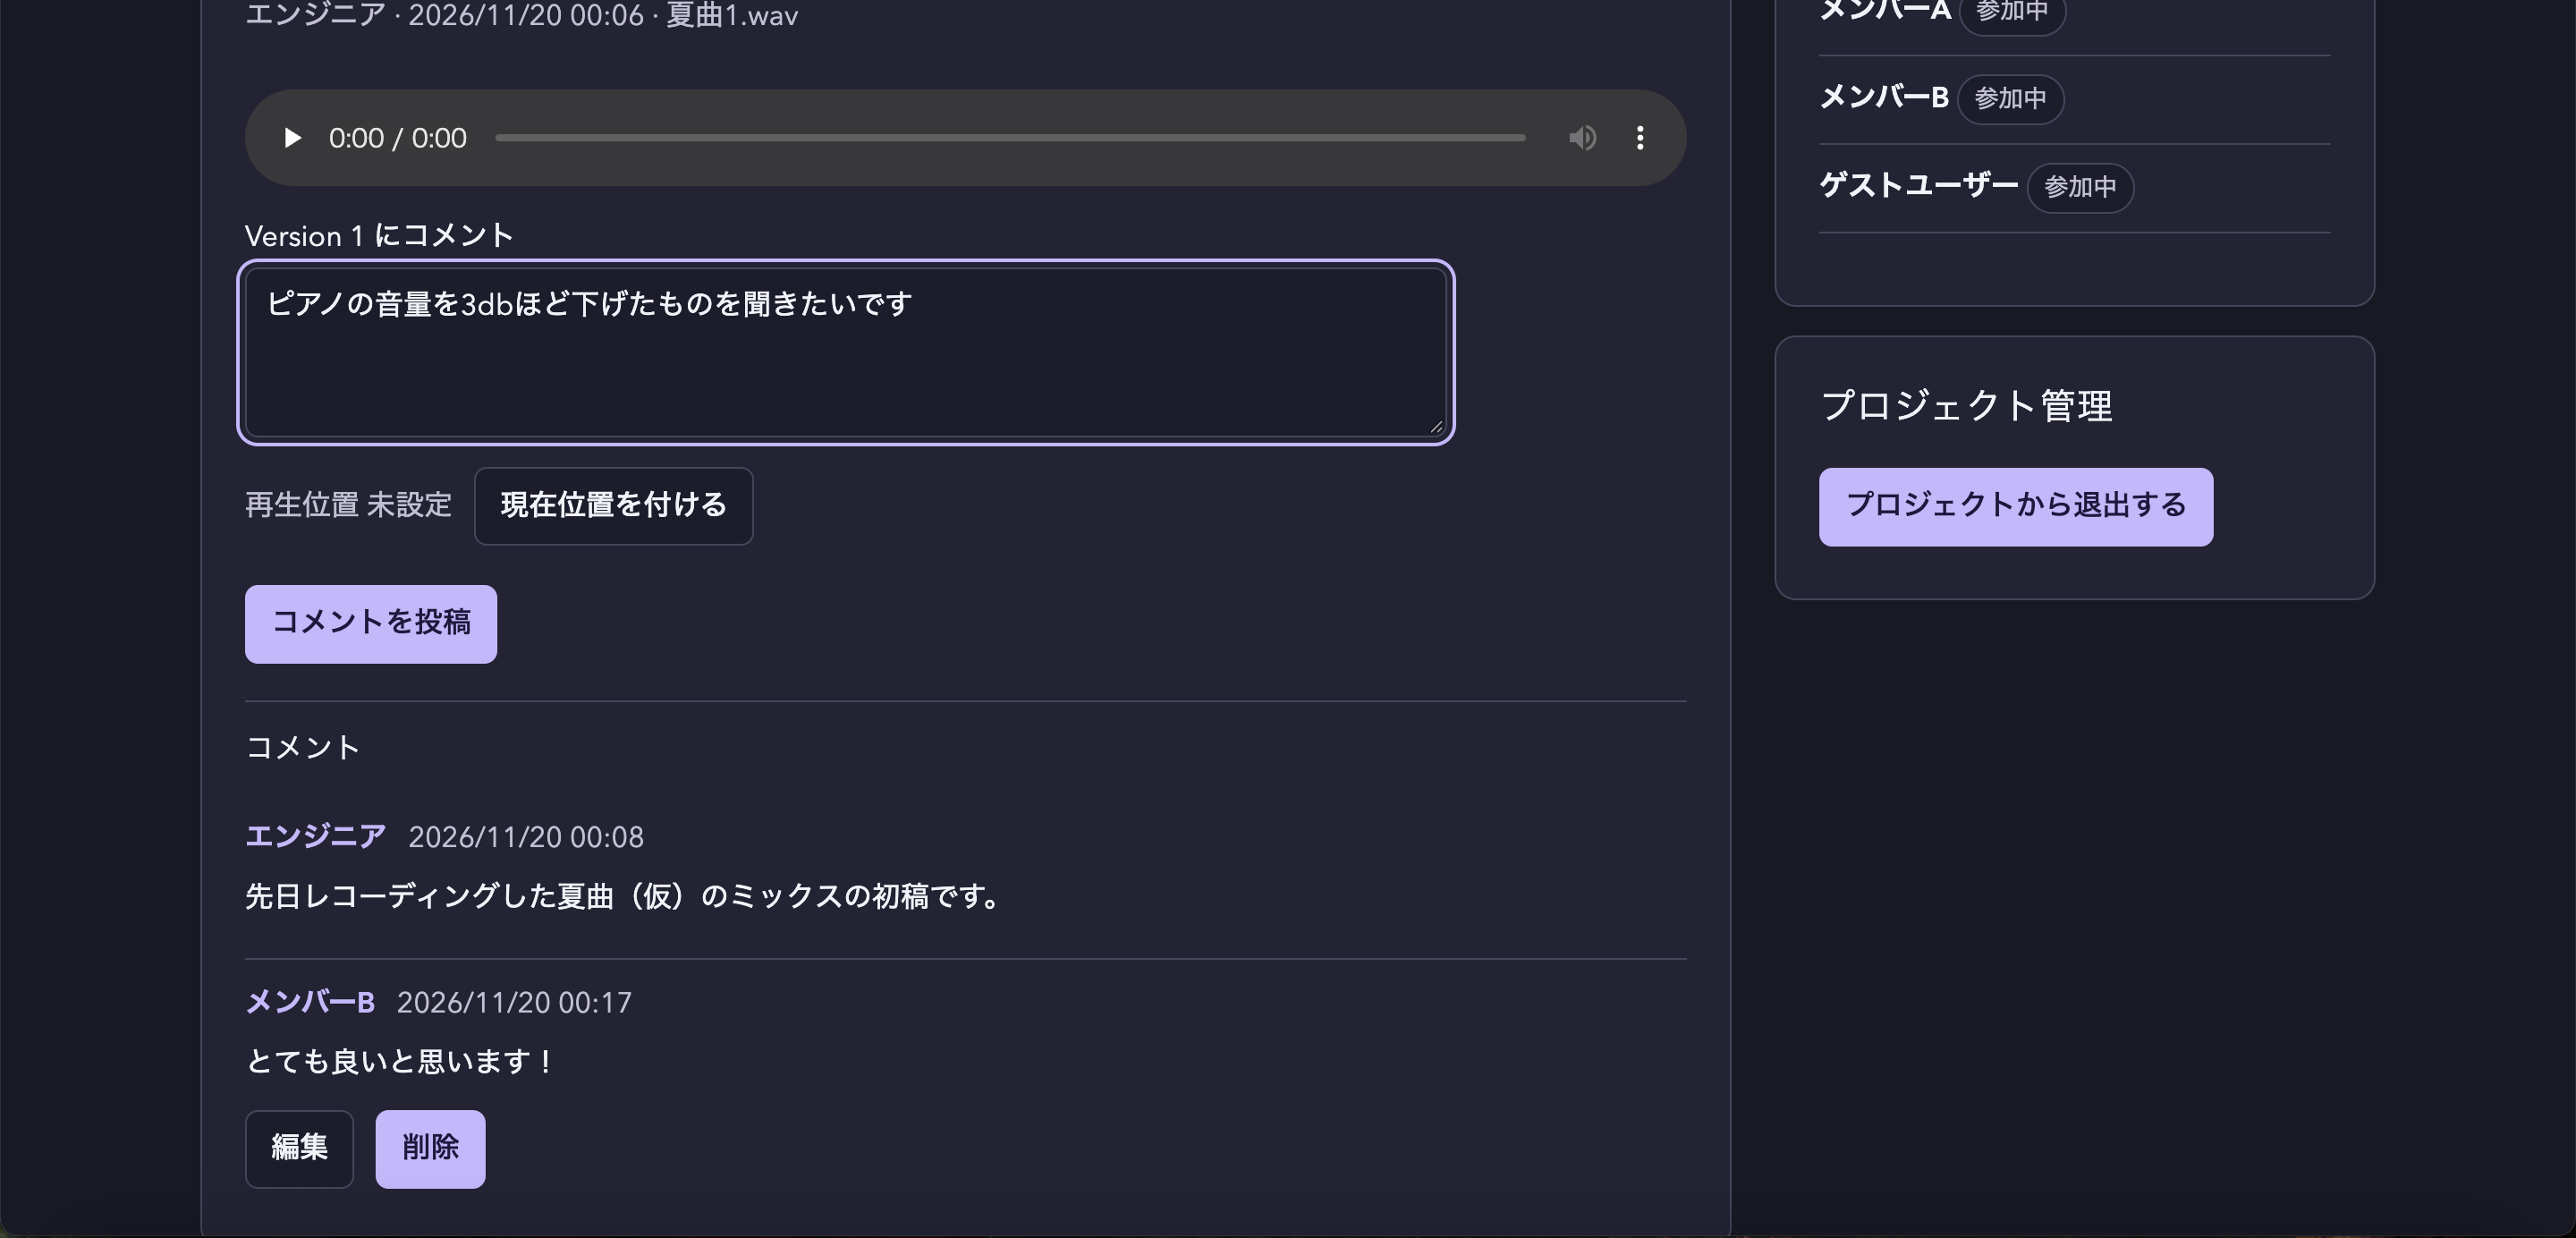 エンジニア · 2026/11/20 00:06 · 夏曲1.wav
0:00 / 0:00
Version 1 にコメント
ピアノの音量を3dbほど下げたものを聞きたいです
再生位置 未設定
現在位置を付ける
コメントを投稿
コメント
エンジニア 2026/11/20 00:08
先日レコーディングした夏曲（仮）のミックスの初稿です。
メンバーB 2026/11/20 00:17
とても良いと思います！
編集
削除
メンバーA 参加中
メンバーB 参加中
ゲストユーザー 参加中
プロジェクト管理
プロジェクトから退出する